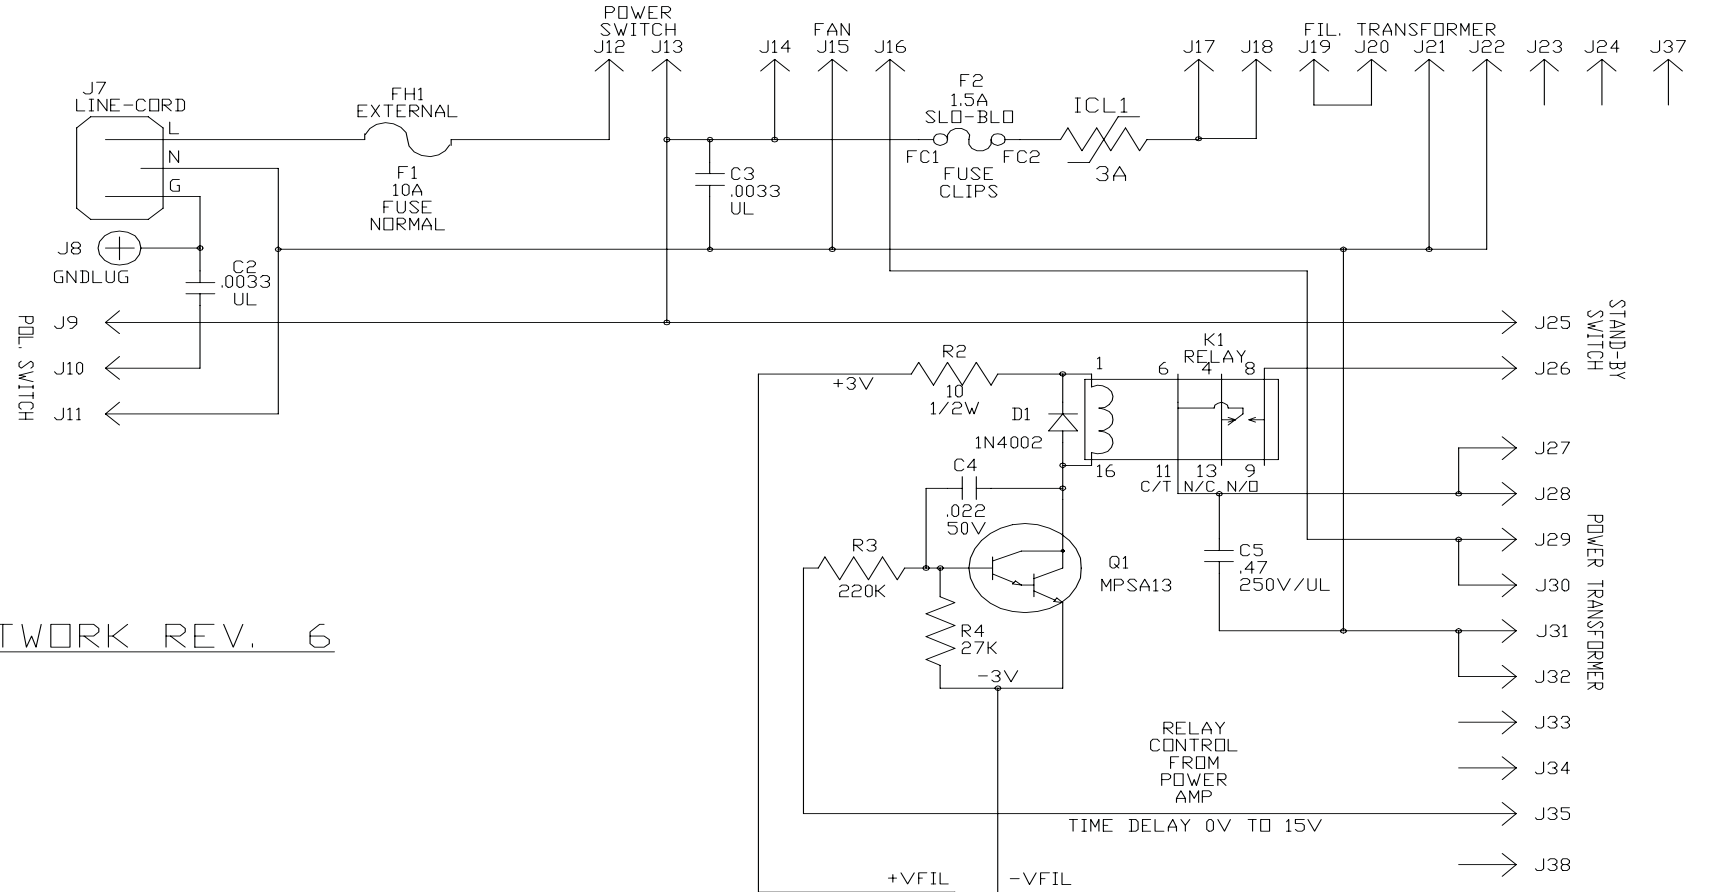 POWER
SWITCH
J12 J13
J14
FAN
J15
J16
J17
J18
FIL. TRANSFORMER
J19 J20 J21 J22
J23
J24
J37
J7
LINE-CORD
L
N
G
FH1
EXTERNAL
F1
10A
FUSE
NORMAL
C3
.0033
UL
F2
1.5A
SLO-BLO
FC1 FC2
FUSE
CLIPS
ICL1
3A
J8
GNDLUG
C2
.0033
UL
POL. SWITCH
J9
J10
J11
STAND-BY
SWITCH
J25
J26
K1
RELAY
1 6 4 8
16 11 13 9
C/T N/C N/O
R2
10
1/2W
+3V
D1
1N4002
C4
.022
50V
R3
220K
R4
27K
-3V
Q1
MPSA13
C5
.47
250V/UL
J27
J28
POWER TRANSFORMER
J29
J30
J31
J32
J33
J34
J35
J38
TWORK REV. 6
RELAY
CONTROL
FROM
POWER
AMP
TIME DELAY 0V TO 15V
+VFIL -VFIL